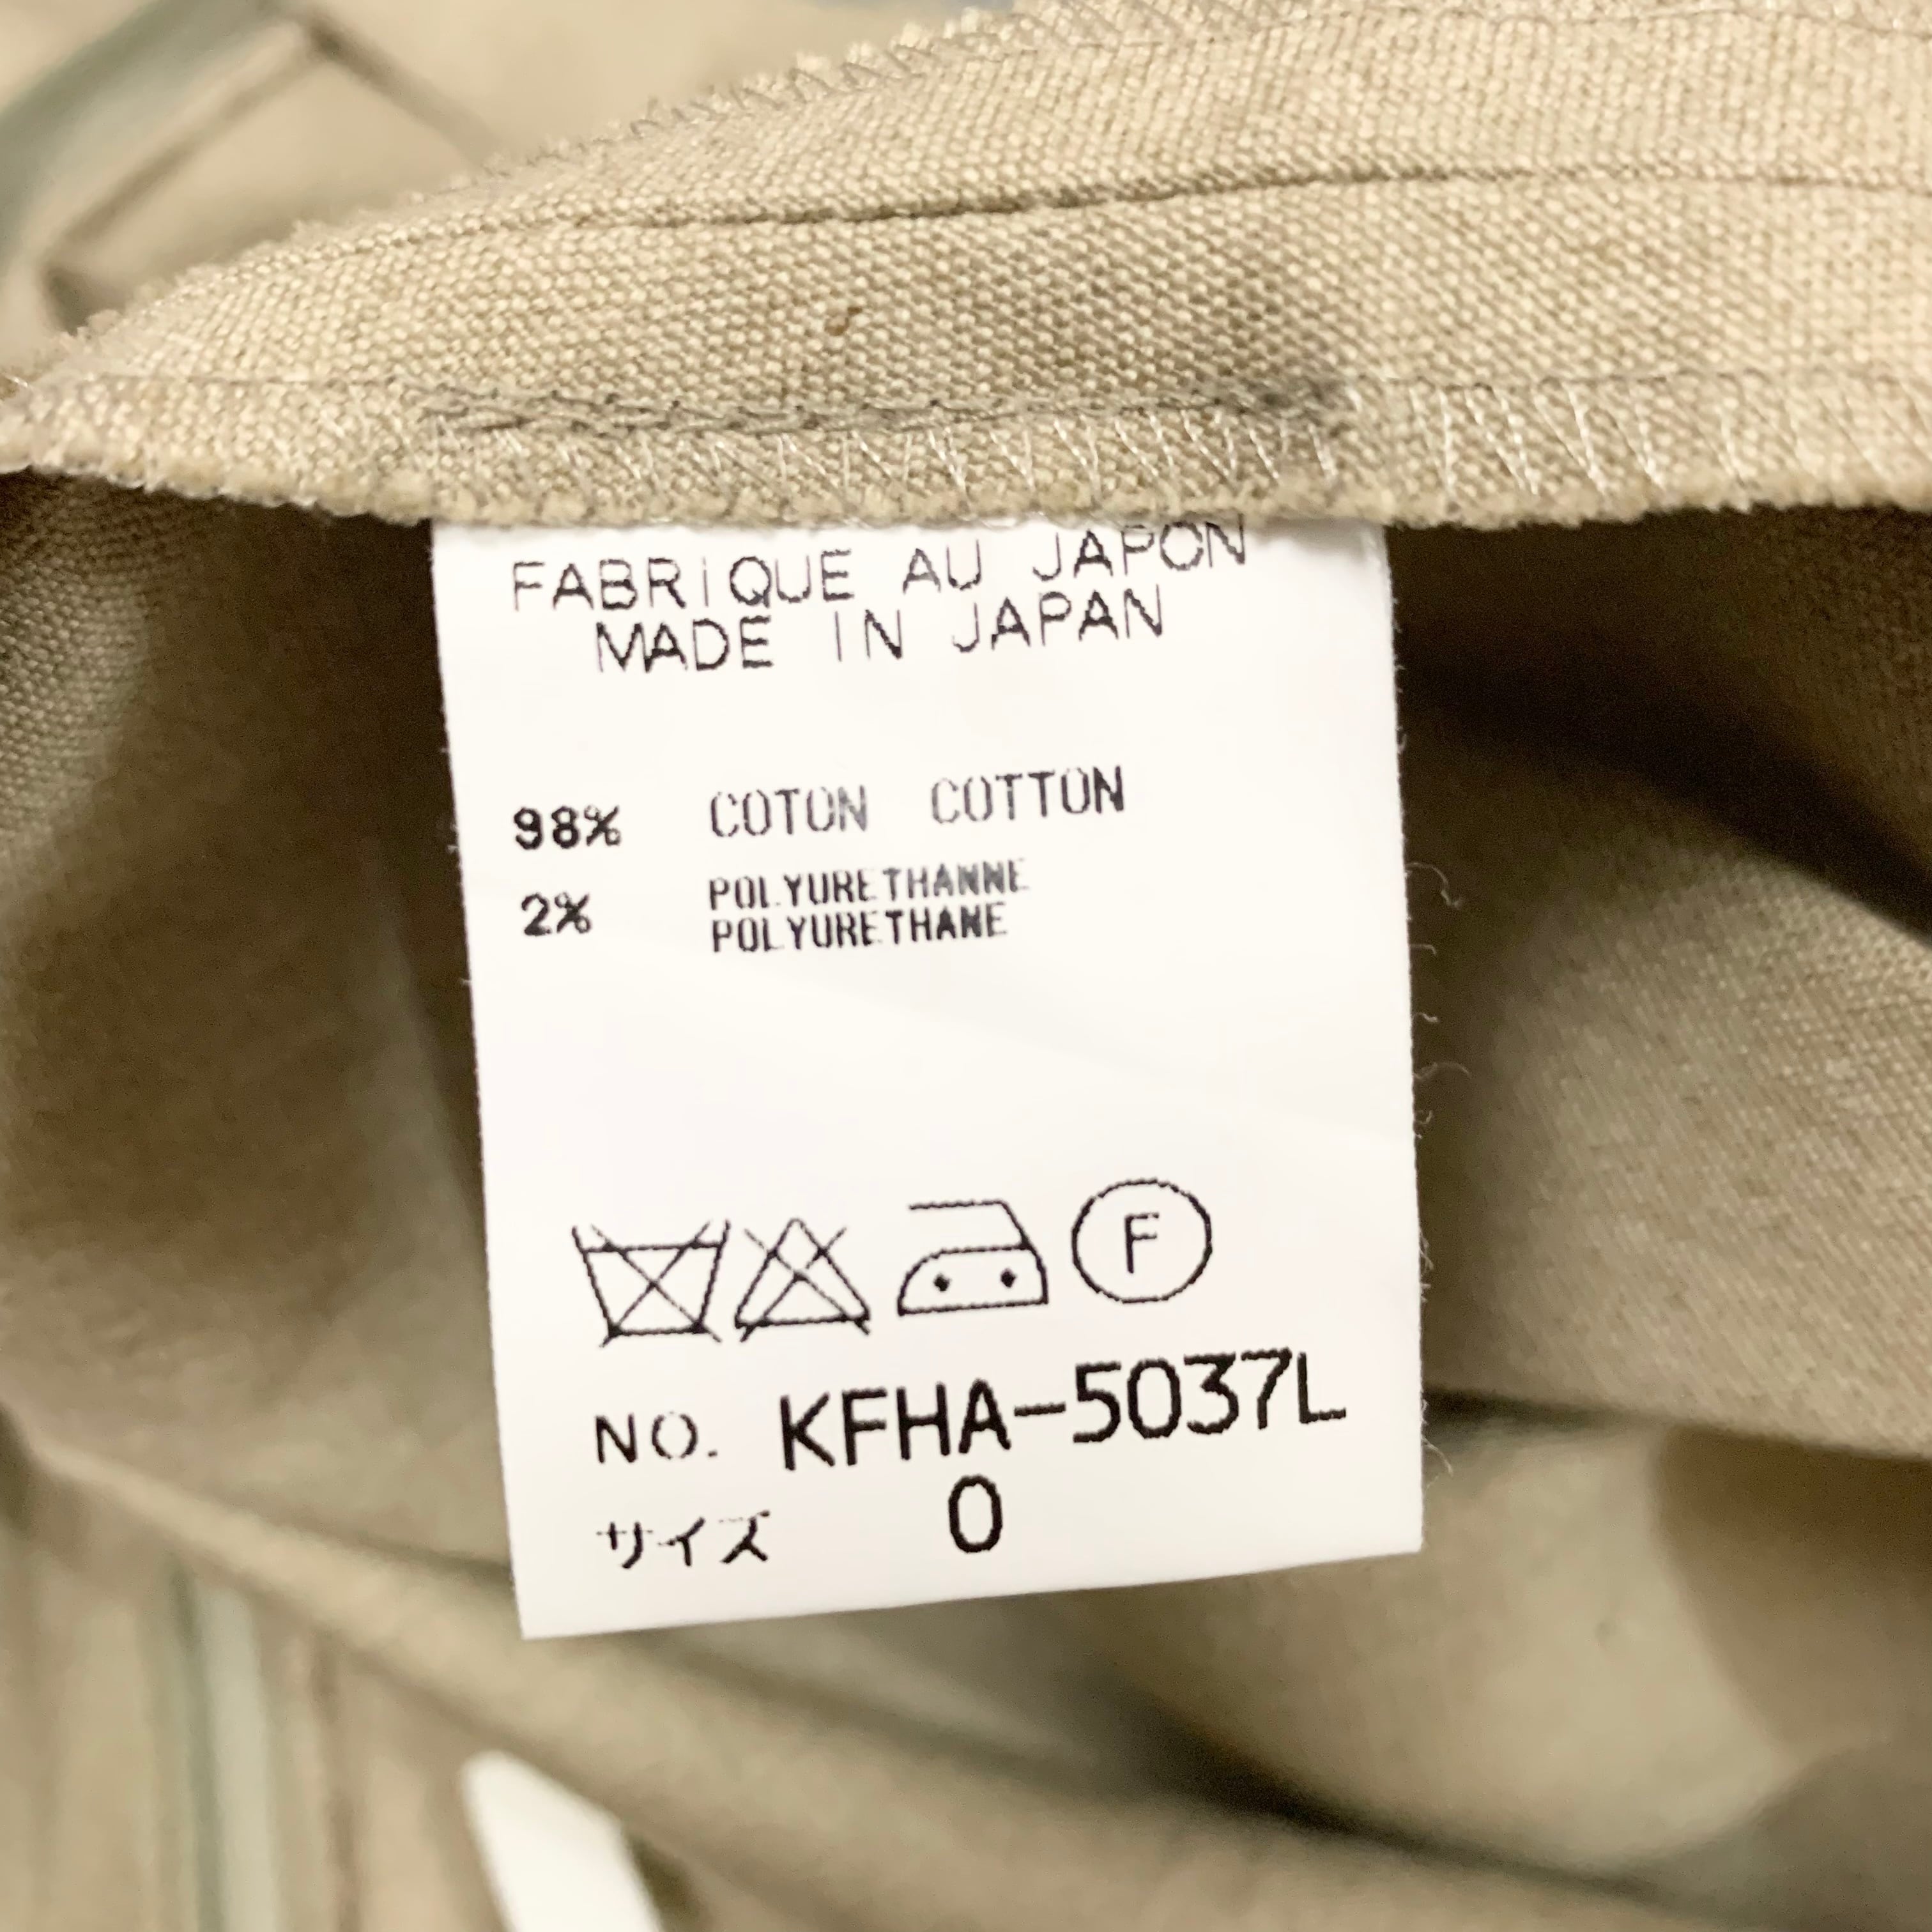 FABRIQUE AU JAPON
MADE IN JAPAN
98% COTON COTTON
2% POLYURETHANNE
POLYURETHANE
F
NO. KFHA-5037L
サイズ 0